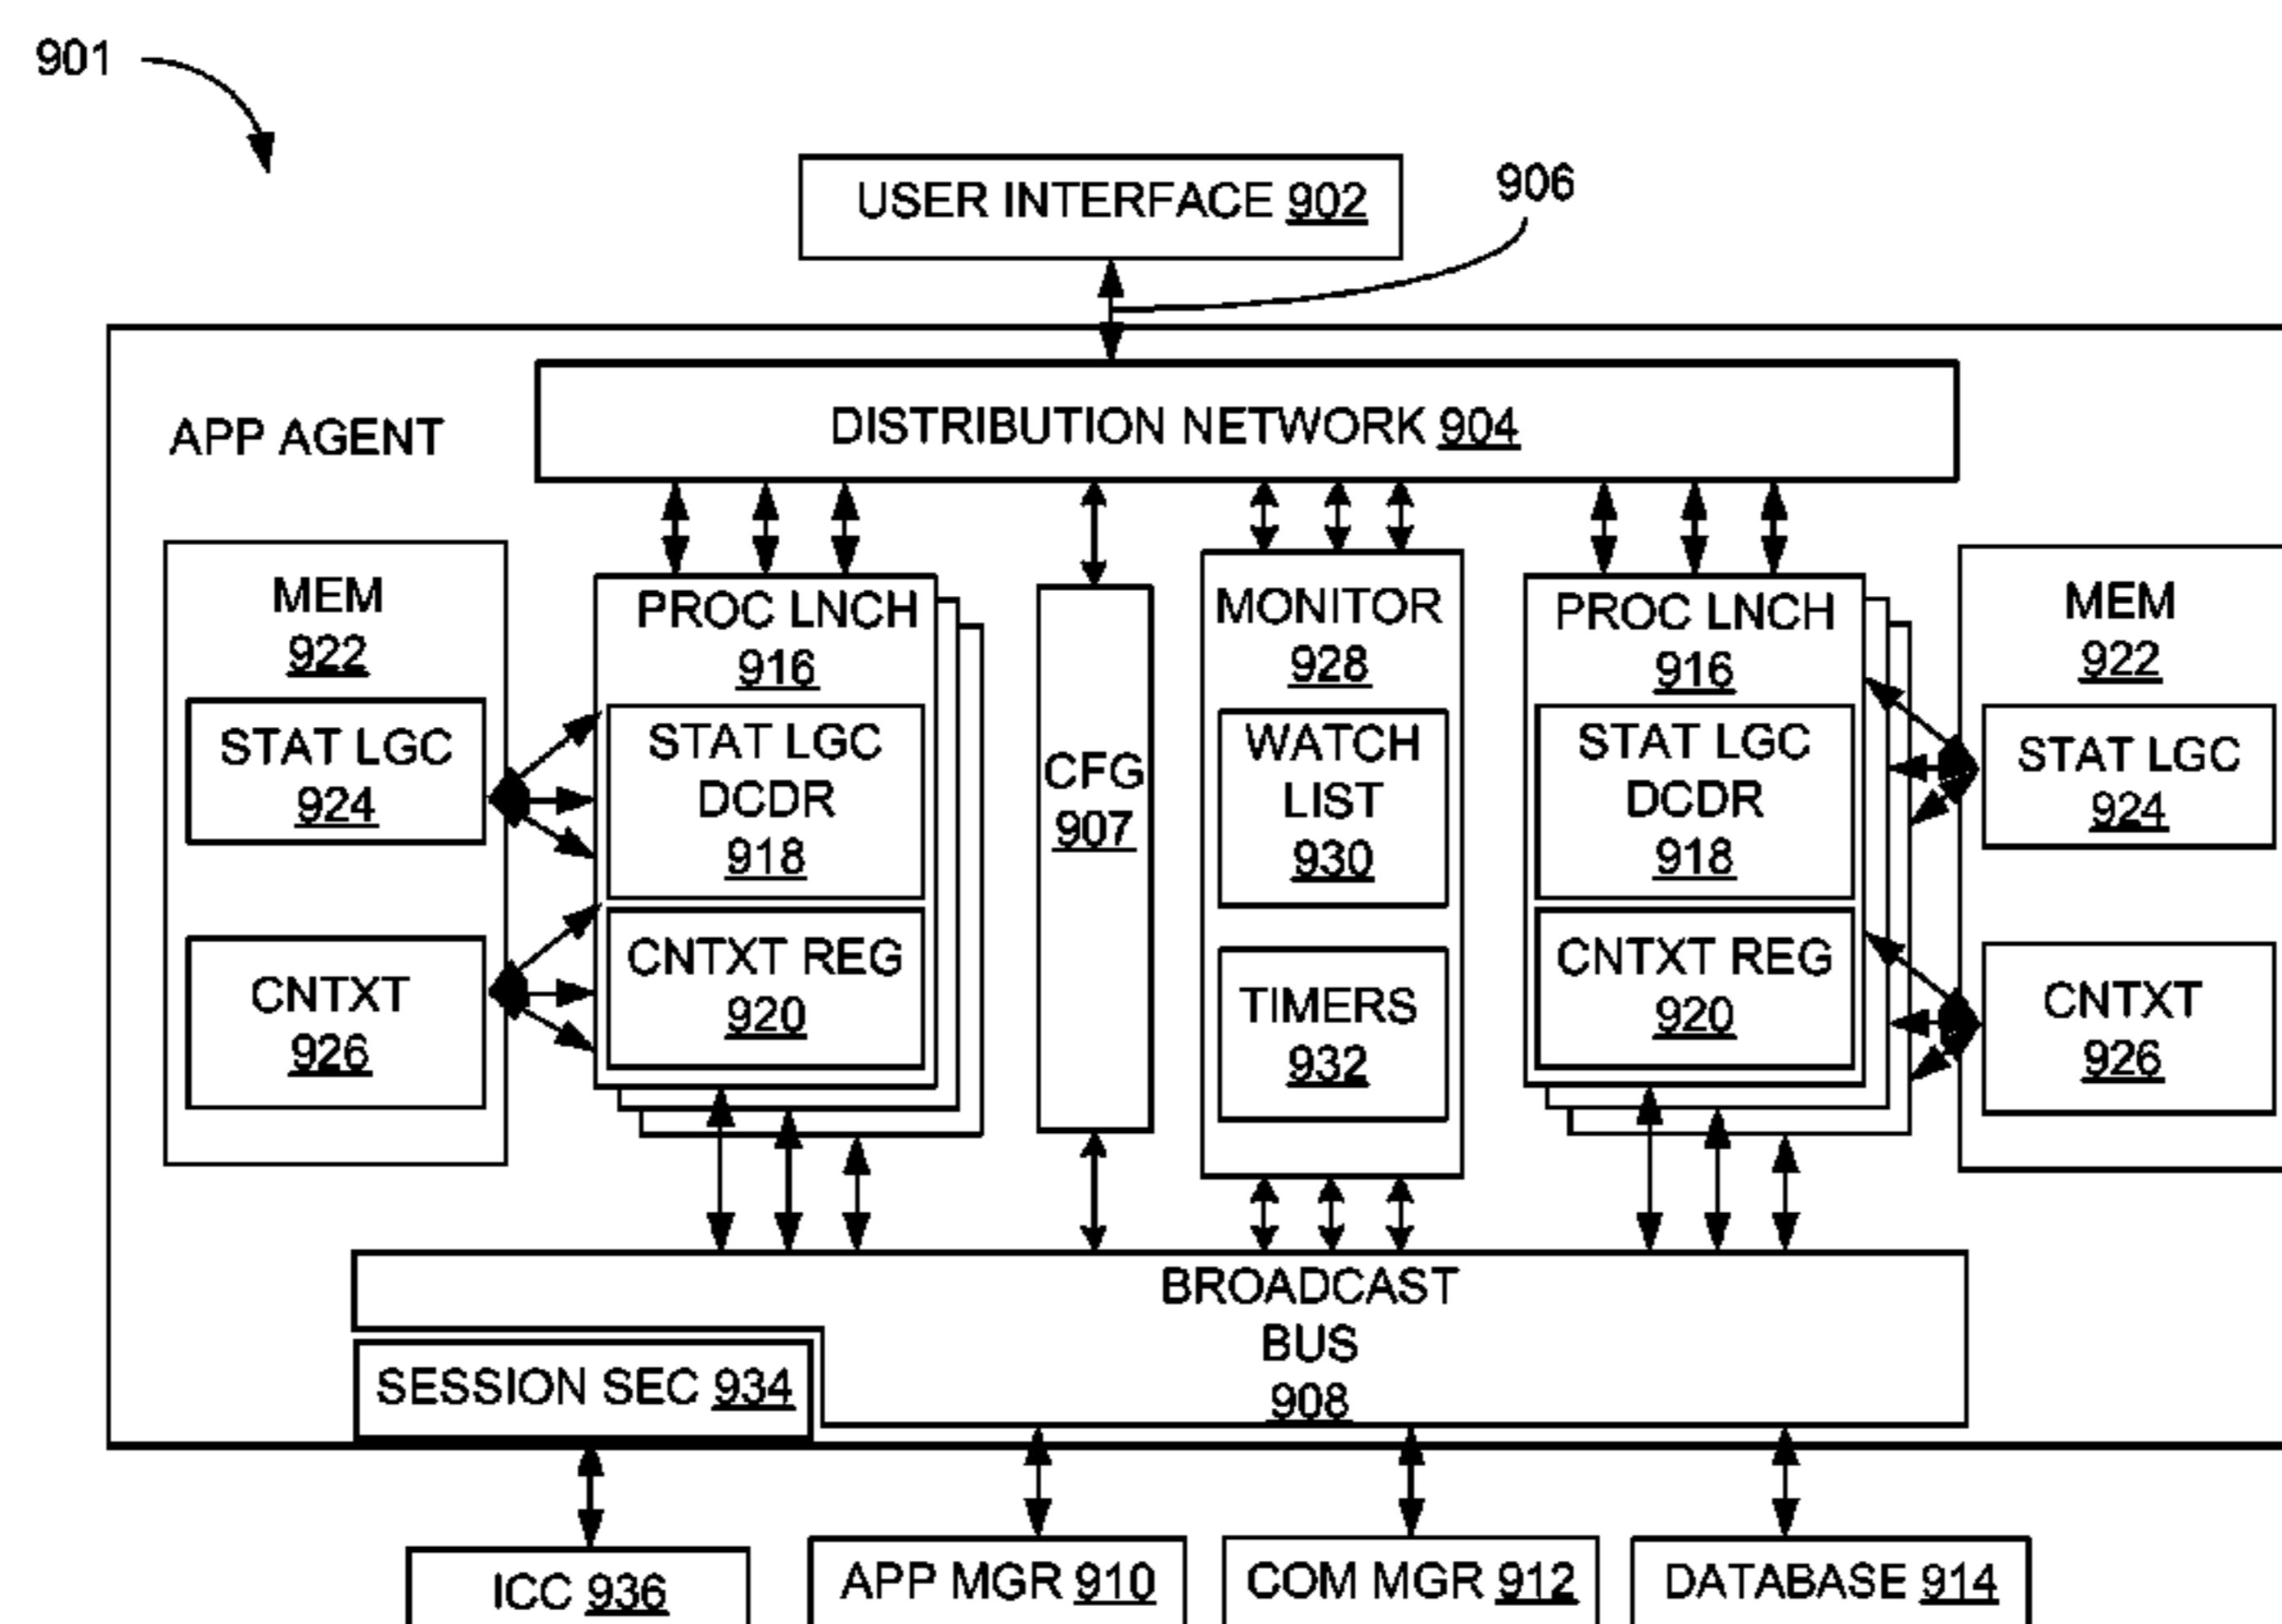 901
USER INTERFACE 902
906
APP AGENT
DISTRIBUTION NETWORK 904
MEM
922
STAT LGC
924
CNTXT
926
PROC LNCH
916
STAT LGC
DCDR
918
CNTXT REG
920
CFG
907
MONITOR
928
WATCH
LIST
930
TIMERS
932
PROC LNCH
916
STAT LGC
DCDR
918
CNTXT REG
920
MEM
922
STAT LGC
924
CNTXT
926
BROADCAST
BUS
908
SESSION SEC 934
ICC 936
APP MGR 910
COM MGR 912
DATABASE 914